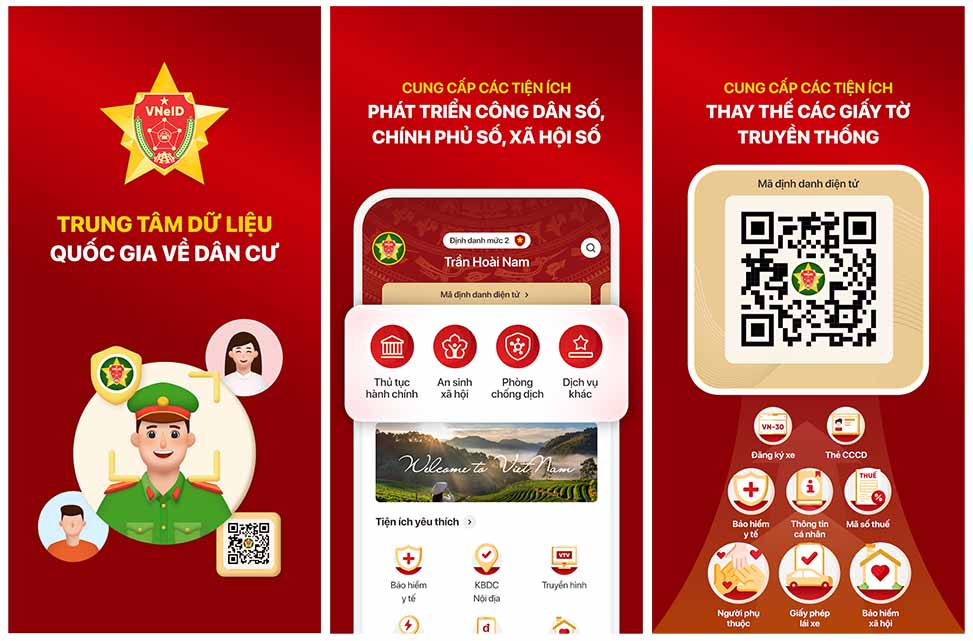 VNeID
TRUNG TÂM DỮ LIỆU
QUỐC GIA VỀ DÂN CƯ
CUNG CẤP CÁC TIỆN ÍCH
PHÁT TRIỂN CÔNG DÂN SỐ,
CHÍNH PHỦ SỐ, XÃ HỘI SỐ
Định danh mức 2
Trần Hoài Nam
Mã định danh điện tử
Thủ tục
hành chính
An sinh
xã hội
Phòng
chống dịch
Dịch vụ
khác
Welcome to VietNam
Tiện ích yêu thích
Bảo hiểm
y tế
KBDC
Nội địa
VTV
Truyền hình
đ
CUNG CẤP CÁC TIỆN ÍCH
THAY THẾ CÁC GIẤY TỜ
TRUYỀN THỐNG
Mã định danh điện tử
VN-30
Đăng ký xe
Thẻ CCCD
Bảo hiểm
y tế
Thông tin
cá nhân
THUẾ
%
Mã số thuế
Người phụ
thuộc
Giấy phép
lái xe
Bảo hiểm
xã hội